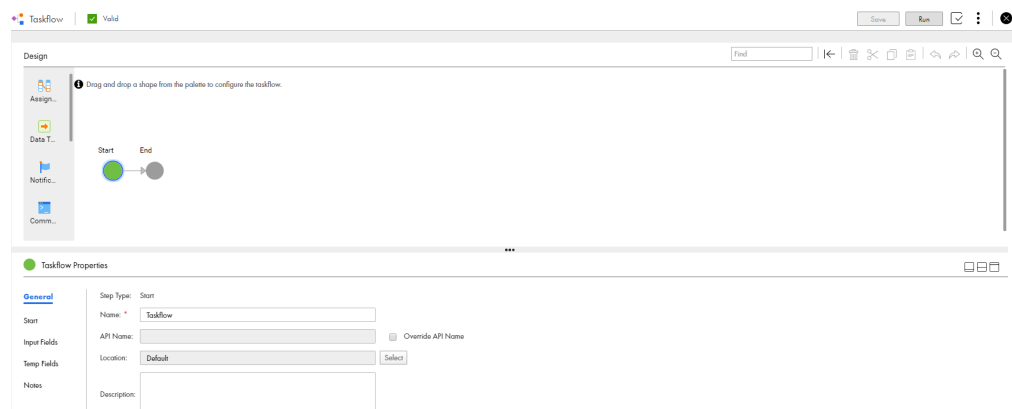 Taskflow Valid Save Run
Design Find
Drag and drop a shape from the palette to configure the taskflow.
Assign...
Data T...
Start End
Notific...
Comm...
Taskflow Properties
General Step Type: Start
Name: * Taskflow
Start
API Name: Override API Name
Input Fields
Location: Default Select
Temp Fields
Notes
Description: